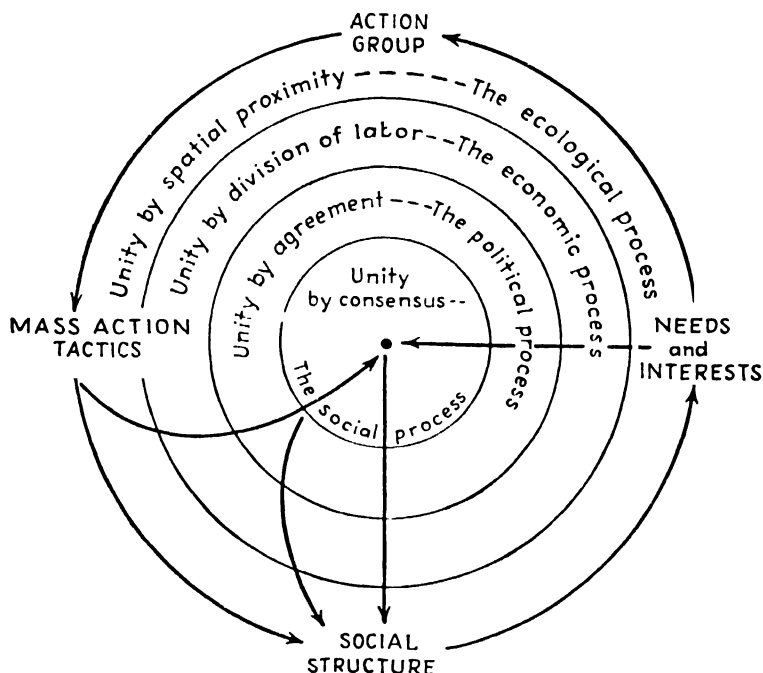 ACTION
GROUP
Unity by spatial proximity ------- The ecological process
Unity by division of labor -- The economic process
Unity by agreement ---- The political process
Unity
by consensus --
The social process
MASS ACTION
TACTICS
NEEDS
and
INTERESTS
SOCIAL
STRUCTURE